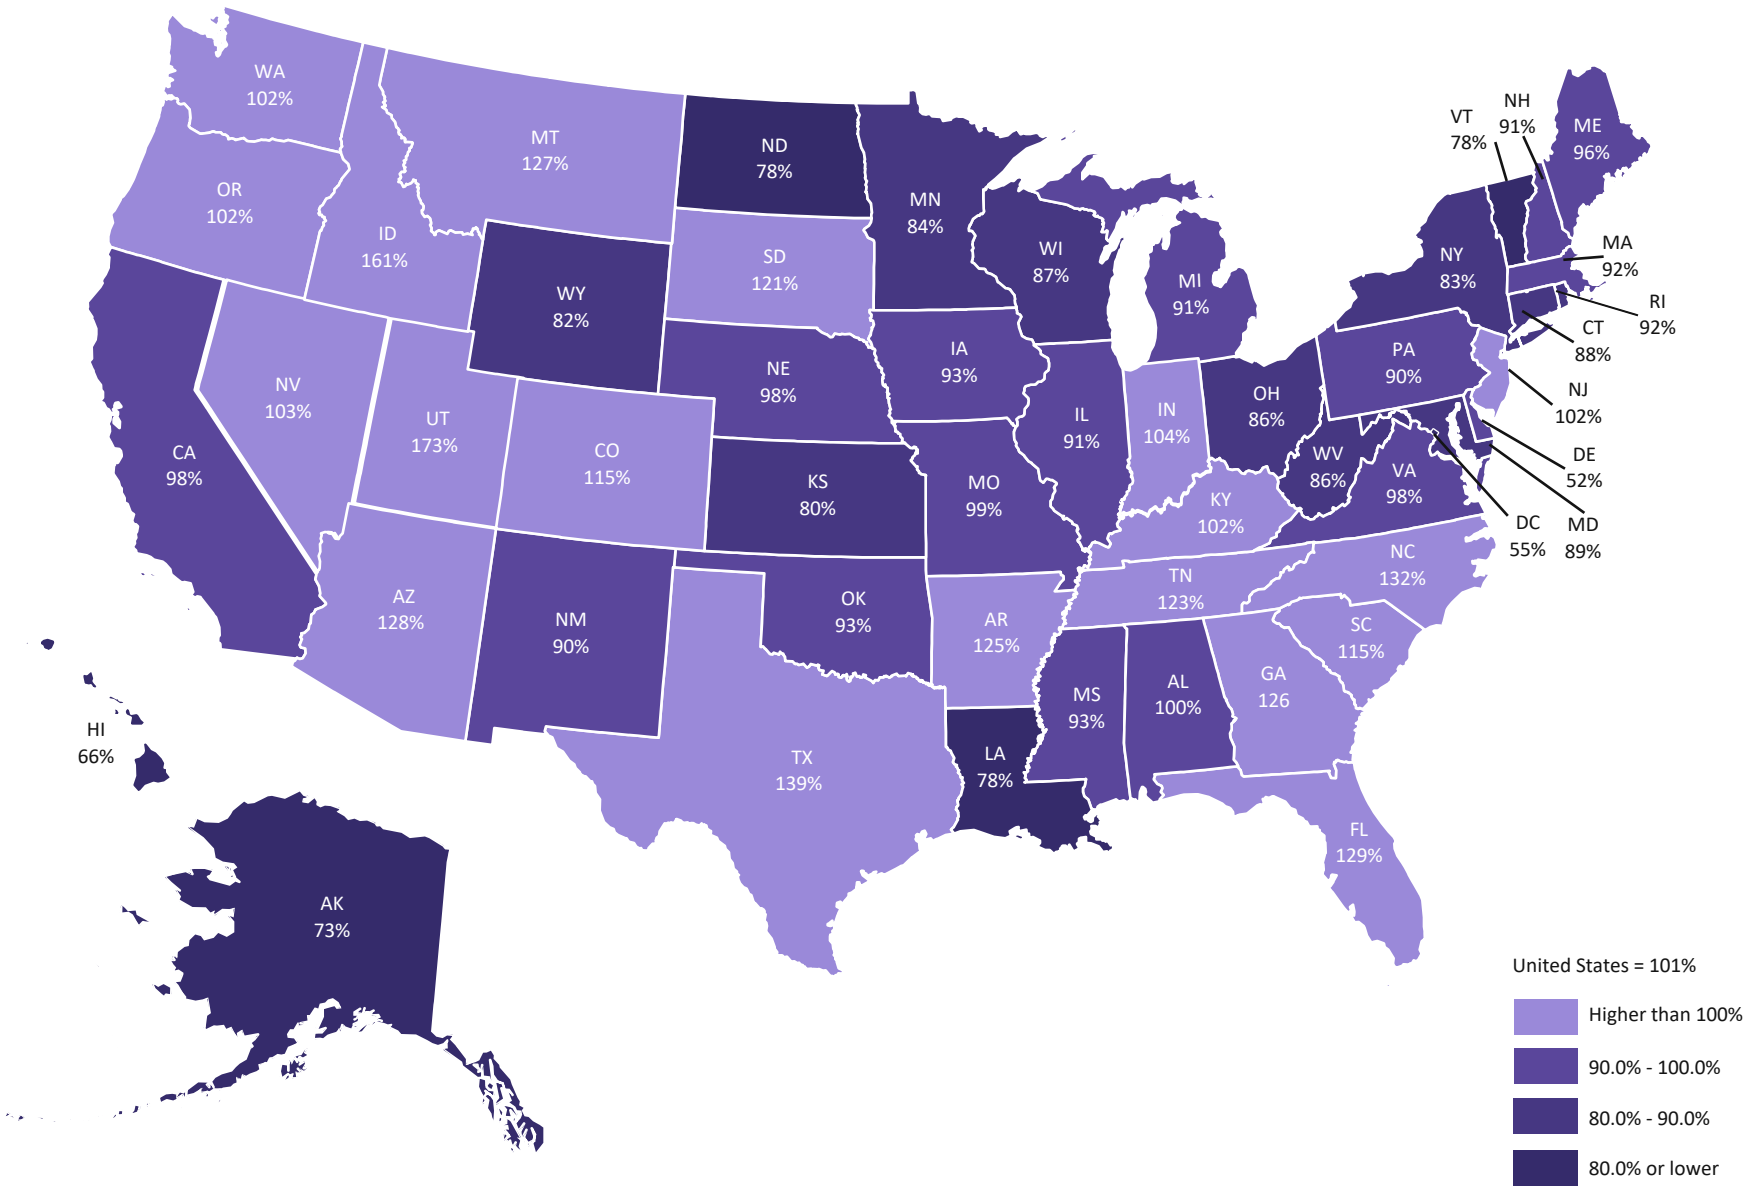 WA
102%
OR
102%
ID
161%
MT
127%
ND
78%
MN
84%
SD
121%
WY
82%
WI
87%
MI
91%
VT
78%
NH
91%
ME
96%
NY
83%
MA
92%
RI
92%
CT
88%
PA
90%
NJ
102%
DE
52%
MD
89%
DC
55%
NV
103%
UT
173%
CA
98%
CO
115%
NE
98%
IA
93%
KS
80%
MO
99%
IL
91%
IN
104%
OH
86%
WV
86%
VA
98%
KY
102%
NC
132%
TN
123%
SC
115%
AZ
128%
NM
90%
OK
93%
AR
125%
TX
139%
LA
78%
MS
93%
AL
100%
GA
126
FL
129%
HI
66%
AK
73%
United States = 101%
Higher than 100%
90.0% - 100.0%
80.0% - 90.0%
80.0% or lower